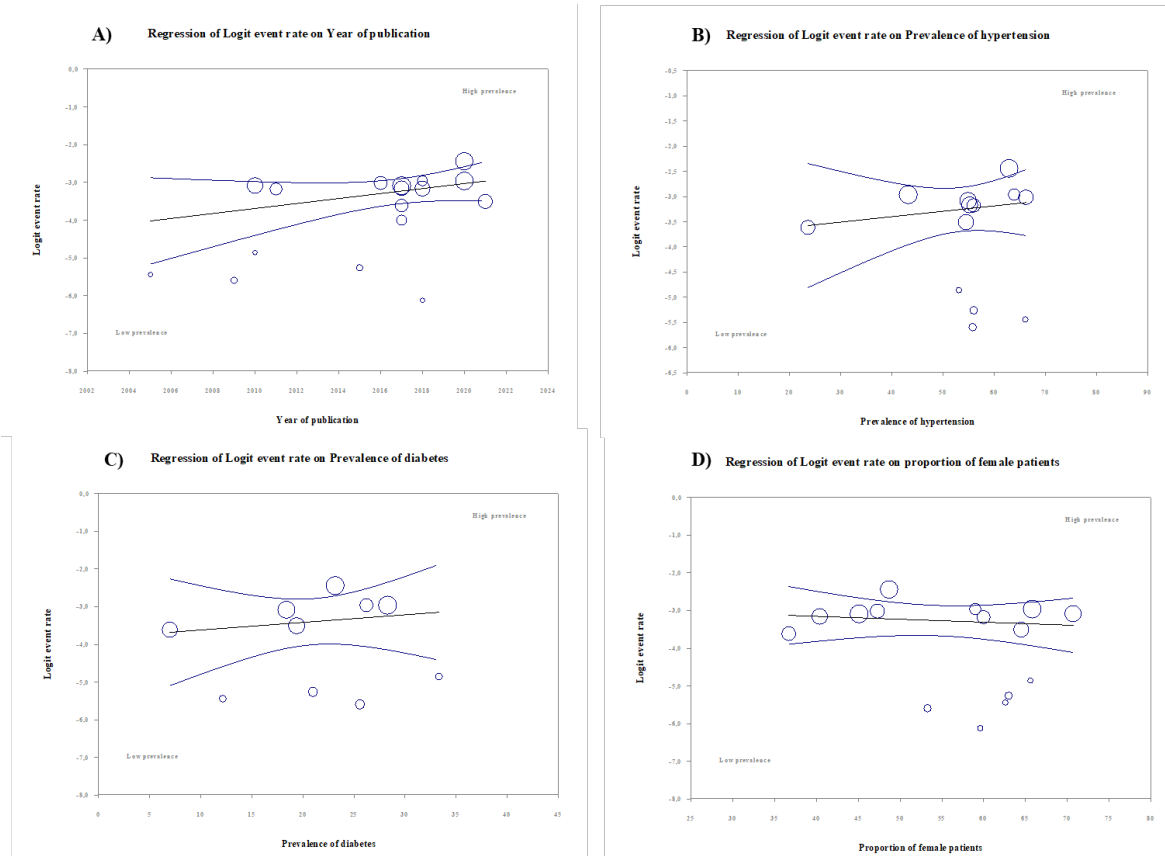 A) Regression of Logit event rate on Year of publication
0,0
-1,0
-2,0
-3,0
-4,0
-5,0
-6,0
-7,0
-8,0
Logit event rate
High prevalence
Low prevalence
2002 2004 2006 2008 2010 2012 2014 2016 2018 2020 2022 2024
Year of publication
B) Regression of Logit event rate on Prevalence of hypertension
-0,5
-1,0
-1,5
-2,0
-2,5
-3,0
-3,5
-4,0
-4,5
-5,0
-5,5
-6,0
-6,5
Logit event rate
High prevalence
Low prevalence
0 10 20 30 40 50 60 70 80 90
Prevalence of hypertension
C) Regression of Logit event rate on Prevalence of diabetes
0,0
-1,0
-2,0
-3,0
-4,0
-5,0
-6,0
-7,0
-8,0
Logit event rate
High prevalence
Low prevalence
0 5 10 15 20 25 30 35 40 45
Prevalence of diabetes
D) Regression of Logit event rate on proportion of female patients
0,0
-1,0
-2,0
-3,0
-4,0
-5,0
-6,0
-7,0
-8,0
Logit event rate
High prevalence
Low prevalence
25 30 35 40 45 50 55 60 65 70 75 80
Proportion of female patients